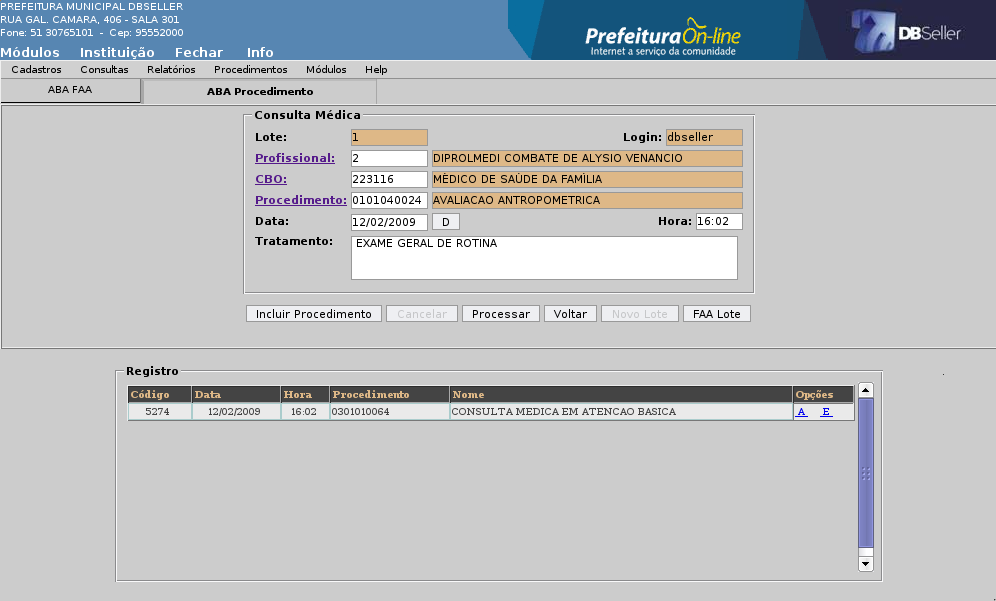 PREFEITURA MUNICIPAL DBSELLER
RUA GAL. CAMARA, 406 - SALA 301
Fone: 51 30765101 - Cep: 95552000
Prefeitura On-line
Internet a serviço da comunidade
DBSeller
Módulos Instituição Fechar Info
Cadastros Consultas Relatórios Procedimentos Módulos Help
ABA FAA ABA Procedimento
Consulta Médica
Lote: 1 Login: dbseller
Profissional: 2 DIPROLMEDI COMBATE DE ALYSIO VENANCIO
CBO: 223116 MÉDICO DE SAÚDE DA FAMÍLIA
Procedimento: 0101040024 AVALIACAO ANTROPOMETRICA
Data: 12/02/2009 D Hora: 16:02
Tratamento: EXAME GERAL DE ROTINA
Incluir Procedimento Cancelar Processar Voltar Novo Lote FAA Lote
Registro
Código Data Hora Procedimento Nome Opções
5274 12/02/2009 16:02 0301010064 CONSULTA MEDICA EM ATENCAO BASICA A E